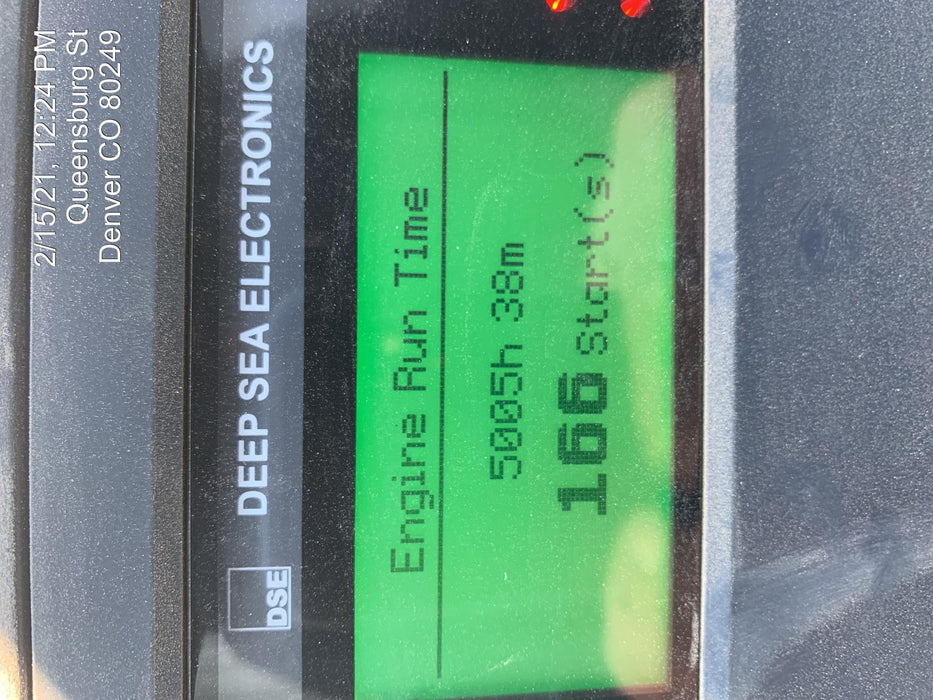 2/15/21, 12:24 PM
Queensburg St
Denver CO 80249
DSE
DEEP SEA ELECTRONICS
Engine Run Time
5005h 38m
166 Start(s)